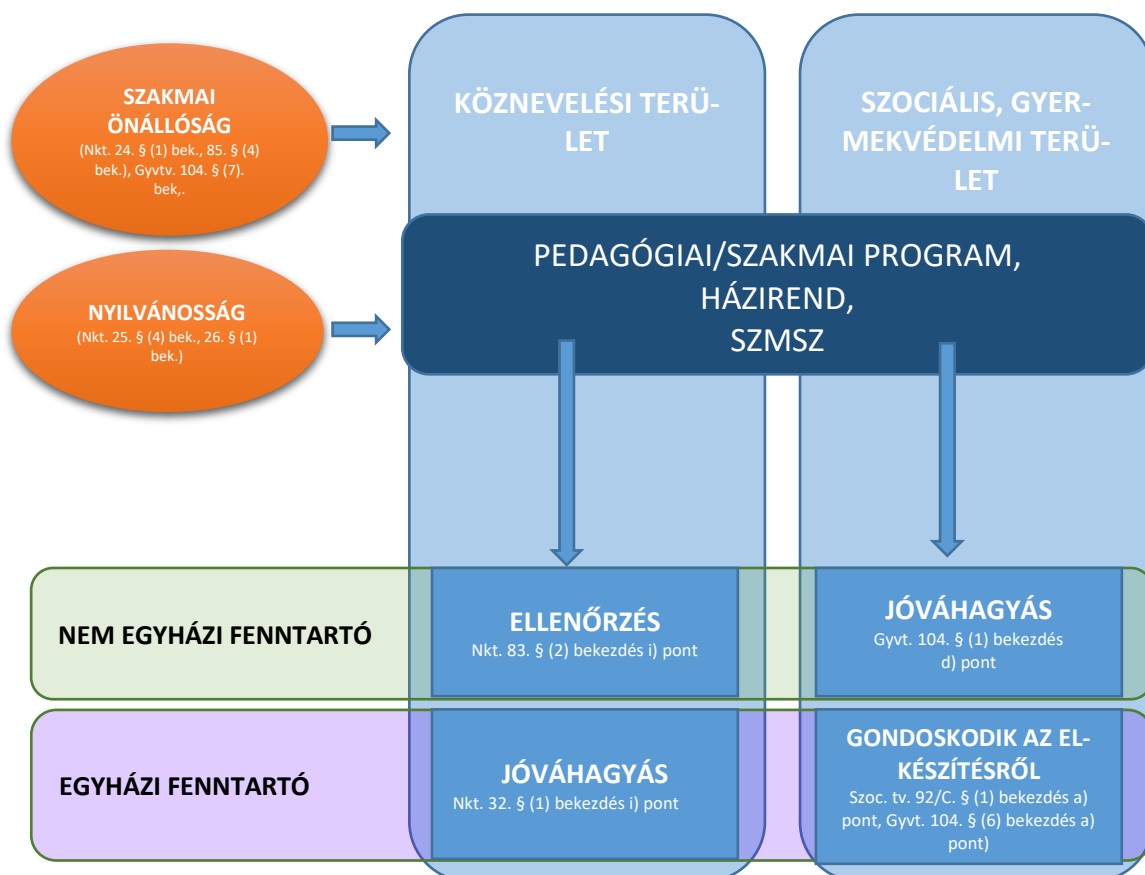 SZAKMAI
ÖNÁLLÓSÁG
(Nkt. 24. § (1) bek., 85. § (4)
bek.), Gyvtv. 104. § (7).
bek,.
NYILVÁNOSSÁG
(Nkt. 25. § (4) bek., 26. § (1)
bek.)
KÖZNEVELÉSI TERÜ-
LET
SZOCIÁLIS, GYER-
MEKVÉDELMI TERÜ-
LET
PEDAGÓGIAI/SZAKMAI PROGRAM,
HÁZIREND,
SZMSZ
NEM EGYHÁZI FENNTARTÓ
ELLENŐRZÉS
Nkt. 83. § (2) bekezdés i) pont
JÓVÁHAGYÁS
Gyvt. 104. § (1) bekezdés
d) pont
EGYHÁZI FENNTARTÓ
JÓVÁHAGYÁS
Nkt. 32. § (1) bekezdés i) pont
GONDOSKODIK AZ EL-
KÉSZÍTÉSRŐL
Szoc. tv. 92/C. § (1) bekezdés a)
pont, Gyvt. 104. § (6) bekezdés a)
pont)